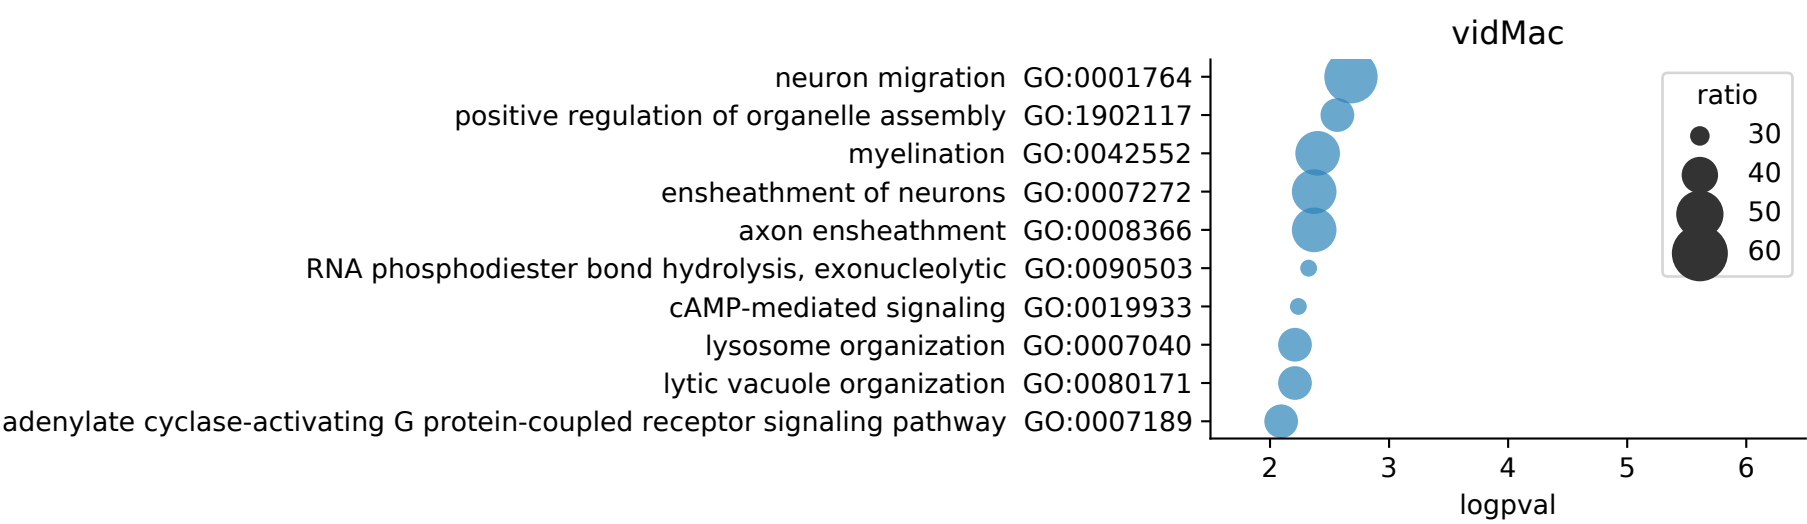 vidMac
neuron migration GO:0001764
positive regulation of organelle assembly GO:1902117
myelination GO:0042552
ensheathment of neurons GO:0007272
axon ensheathment GO:0008366
RNA phosphodiester bond hydrolysis, exonucleolytic GO:0090503
cAMP-mediated signaling GO:0019933
lysosome organization GO:0007040
lytic vacuole organization GO:0080171
adenylate cyclase-activating G protein-coupled receptor signaling pathway GO:0007189
ratio
30
40
50
60
2 3 4 5 6
logpval